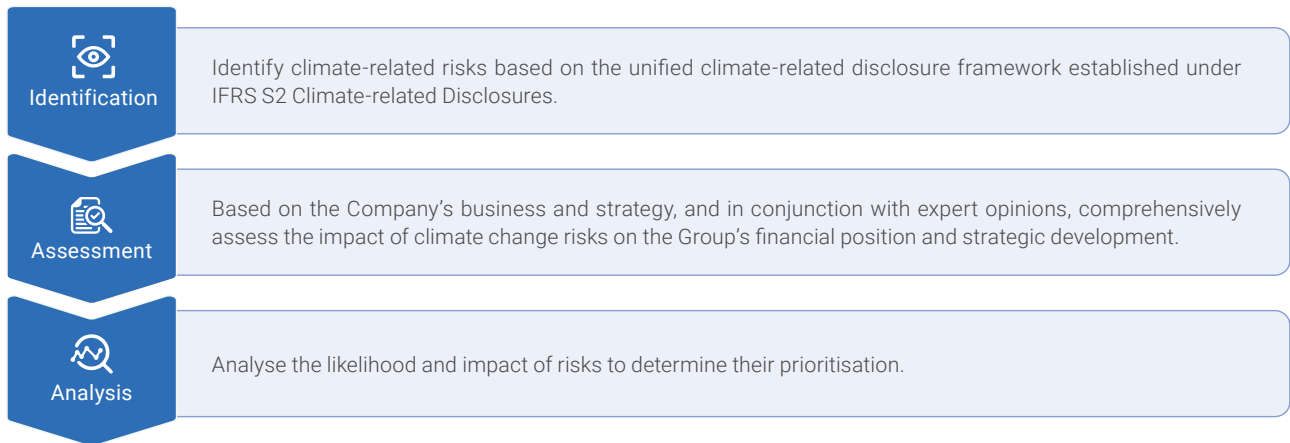 Identification
Identify climate-related risks based on the unified climate-related disclosure framework established under
IFRS S2 Climate-related Disclosures.
Assessment
Based on the Company’s business and strategy, and in conjunction with expert opinions, comprehensively
assess the impact of climate change risks on the Group’s financial position and strategic development.
Analysis
Analyse the likelihood and impact of risks to determine their prioritisation.